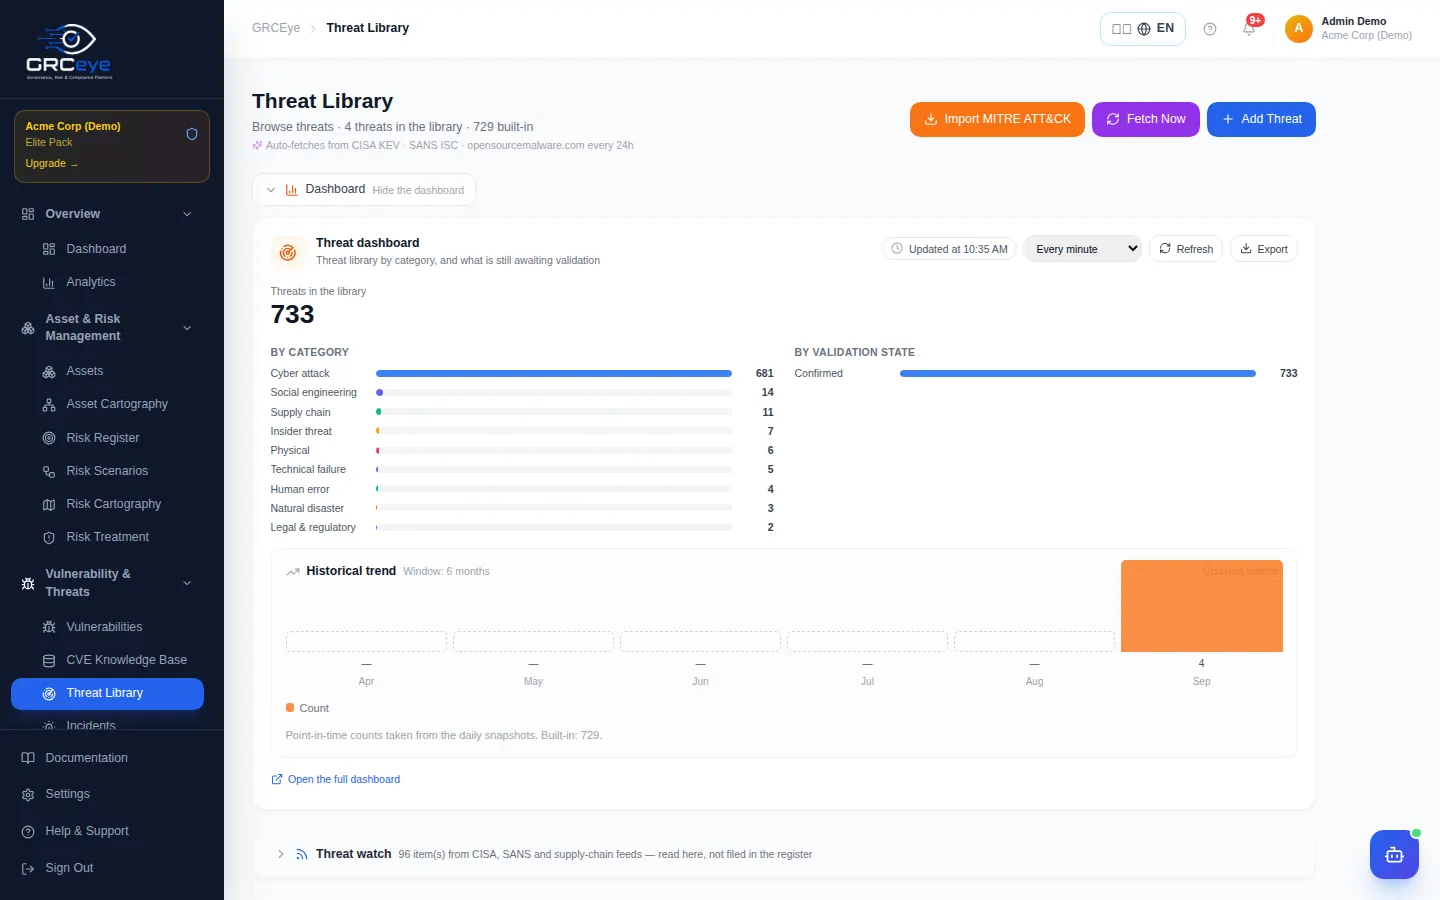 GRCeye
Governance, Risk & Compliance Platform
Acme Corp (Demo)
Elite Pack
Upgrade →
Overview
Dashboard
Analytics
Asset & Risk
Management
Assets
Asset Cartography
Risk Register
Risk Scenarios
Risk Cartography
Risk Treatment
Vulnerability &
Threats
Vulnerabilities
CVE Knowledge Base
Threat Library
Incidents
Documentation
Settings
Help & Support
Sign Out
GRCEye
Threat Library
EN
9+
A
Admin Demo
Acme Corp (Demo)
Threat Library
Browse threats · 4 threats in the library · 729 built-in
Auto-fetches from CISA KEV · SANS ISC · opensourcemalware.com every 24h
Import MITRE ATT&CK
Fetch Now
Add Threat
Dashboard Hide the dashboard
Threat dashboard
Threat library by category, and what is still awaiting validation
Updated at 10:35 AM
Every minute
Refresh
Export
Threats in the library
733
BY CATEGORY
Cyber attack 681
Social engineering 14
Supply chain 11
Insider threat 7
Physical 6
Technical failure 5
Human error 4
Natural disaster 3
Legal & regulatory 2
BY VALIDATION STATE
Confirmed 733
Historical trend Window: 6 months
— — — — — 4
Apr May Jun Jul Aug Sep
Count
Point-in-time counts taken from the daily snapshots. Built-in: 729.
Open the full dashboard
Threat watch 96 item(s) from CISA, SANS and supply-chain feeds — read here, not filed in the register